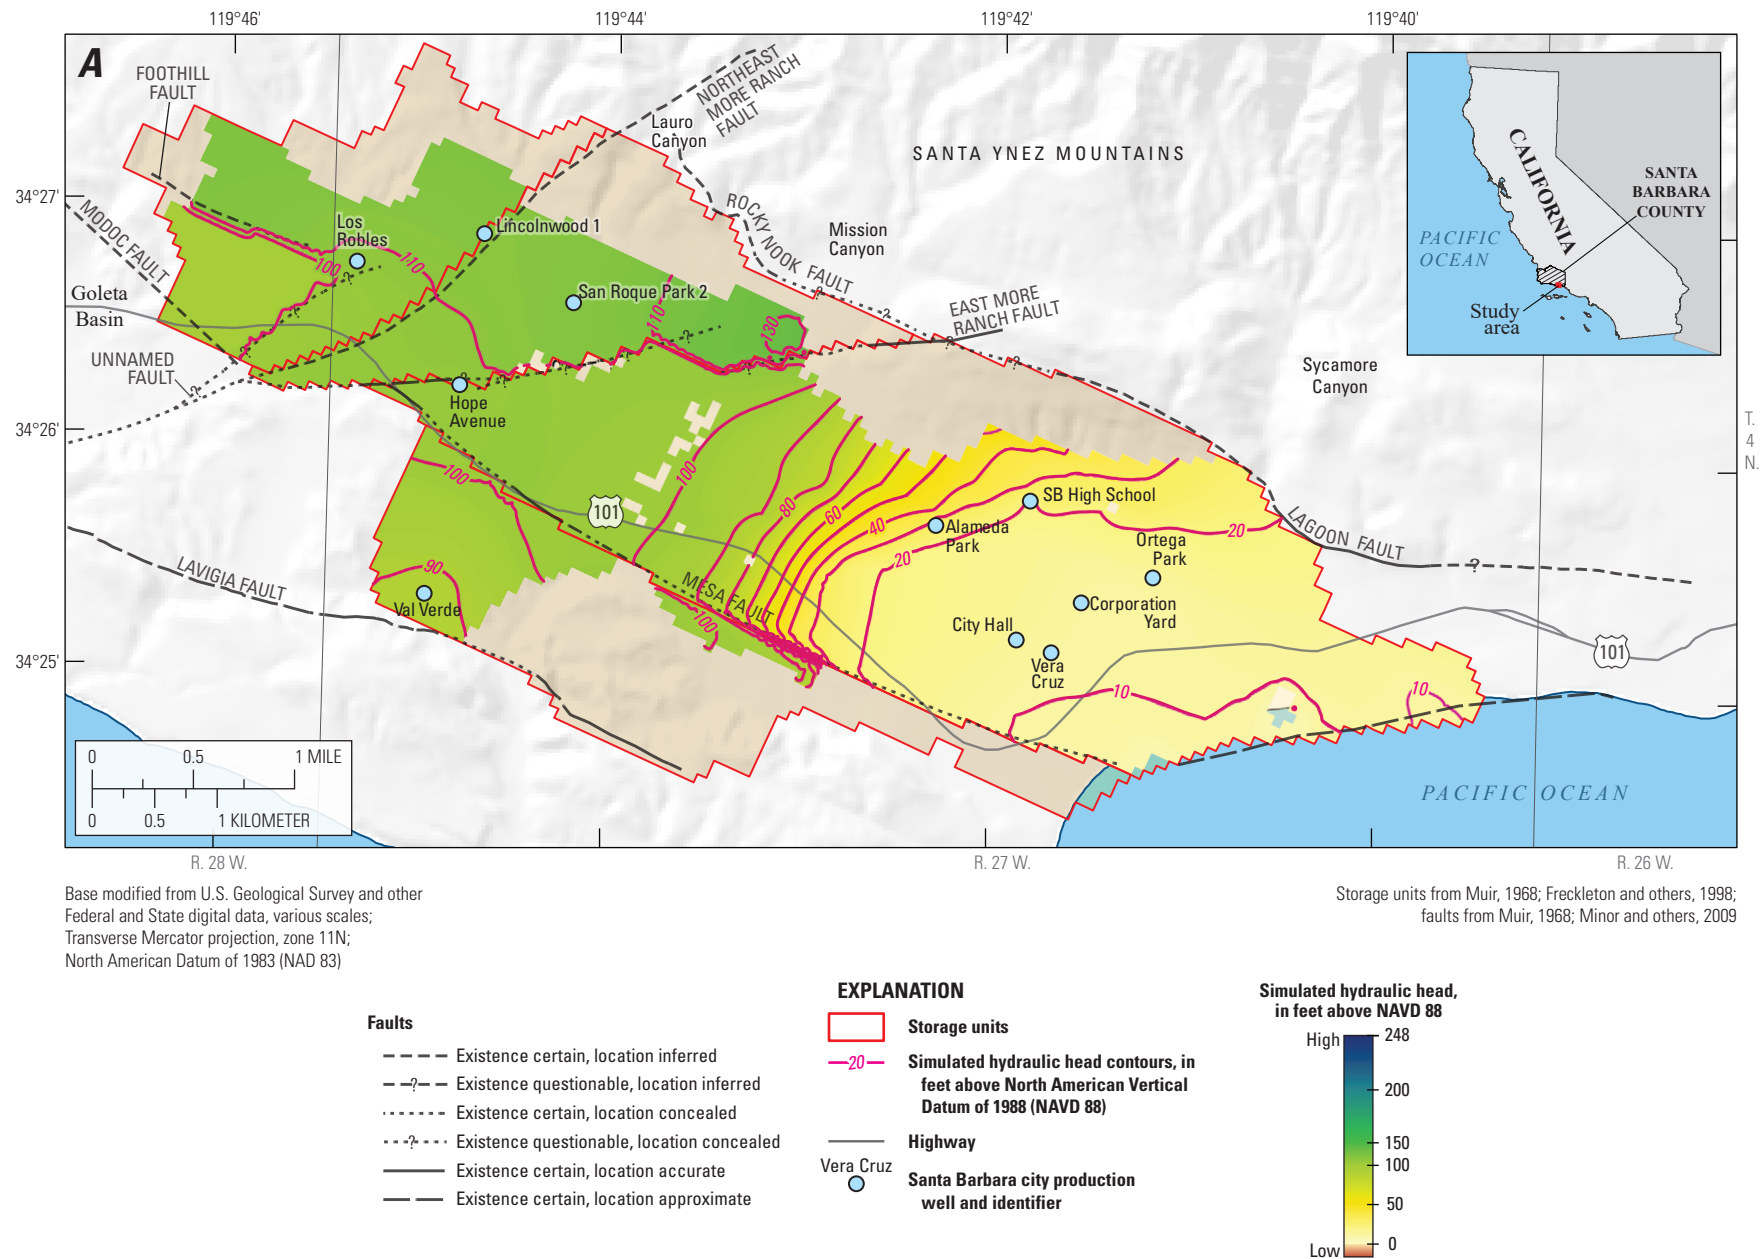 119°46'
119°44'
119°42'
119°40'
A
FOOTHILL
FAULT
NORTHEAST
MORE RANCH
FAULT
Lauro
Canyon
SANTA YNEZ MOUNTAINS
CALIFORNIA
SANTA
BARBARA
COUNTY
PACIFIC
OCEAN
Study
area
34°27'
MODOC FAULT
Los
Robles
Lincolnwood 1
ROCKY NOOK FAULT
Mission
Canyon
100
110
?
Goleta
Basin
San Roque Park 2
110
130
EAST MORE
RANCH FAULT
?
?
?
?
?
?
?
?
?
?
?
?
?
?
UNNAMED
FAULT
?
Sycamore
Canyon
Hope
Avenue
34°26'
T.
4
N.
100
100
101
80
60
40
20
SB High School
Alameda
Park
20
Ortega
Park
LAGOON FAULT
?
LAVIGIA FAULT
90
Val Verde
MESA FAULT
100
Corporation
Yard
City Hall
Vera
Cruz
101
34°25'
10
10
0 0.5 1 MILE
0 0.5 1 KILOMETER
PACIFIC OCEAN
R. 28 W.
R. 27 W.
R. 26 W.
Base modified from U.S. Geological Survey and other
Federal and State digital data, various scales;
Transverse Mercator projection, zone 11N;
North American Datum of 1983 (NAD 83)
Storage units from Muir, 1968; Freckleton and others, 1998;
faults from Muir, 1968; Minor and others, 2009
EXPLANATION
Faults
Existence certain, location inferred
? Existence questionable, location inferred
Existence certain, location concealed
? Existence questionable, location concealed
Existence certain, location accurate
Existence certain, location approximate
Storage units
20 Simulated hydraulic head contours, in
feet above North American Vertical
Datum of 1988 (NAVD 88)
Highway
Vera Cruz
Santa Barbara city production
well and identifier
Simulated hydraulic head,
in feet above NAVD 88
High
248
200
150
100
50
0
Low